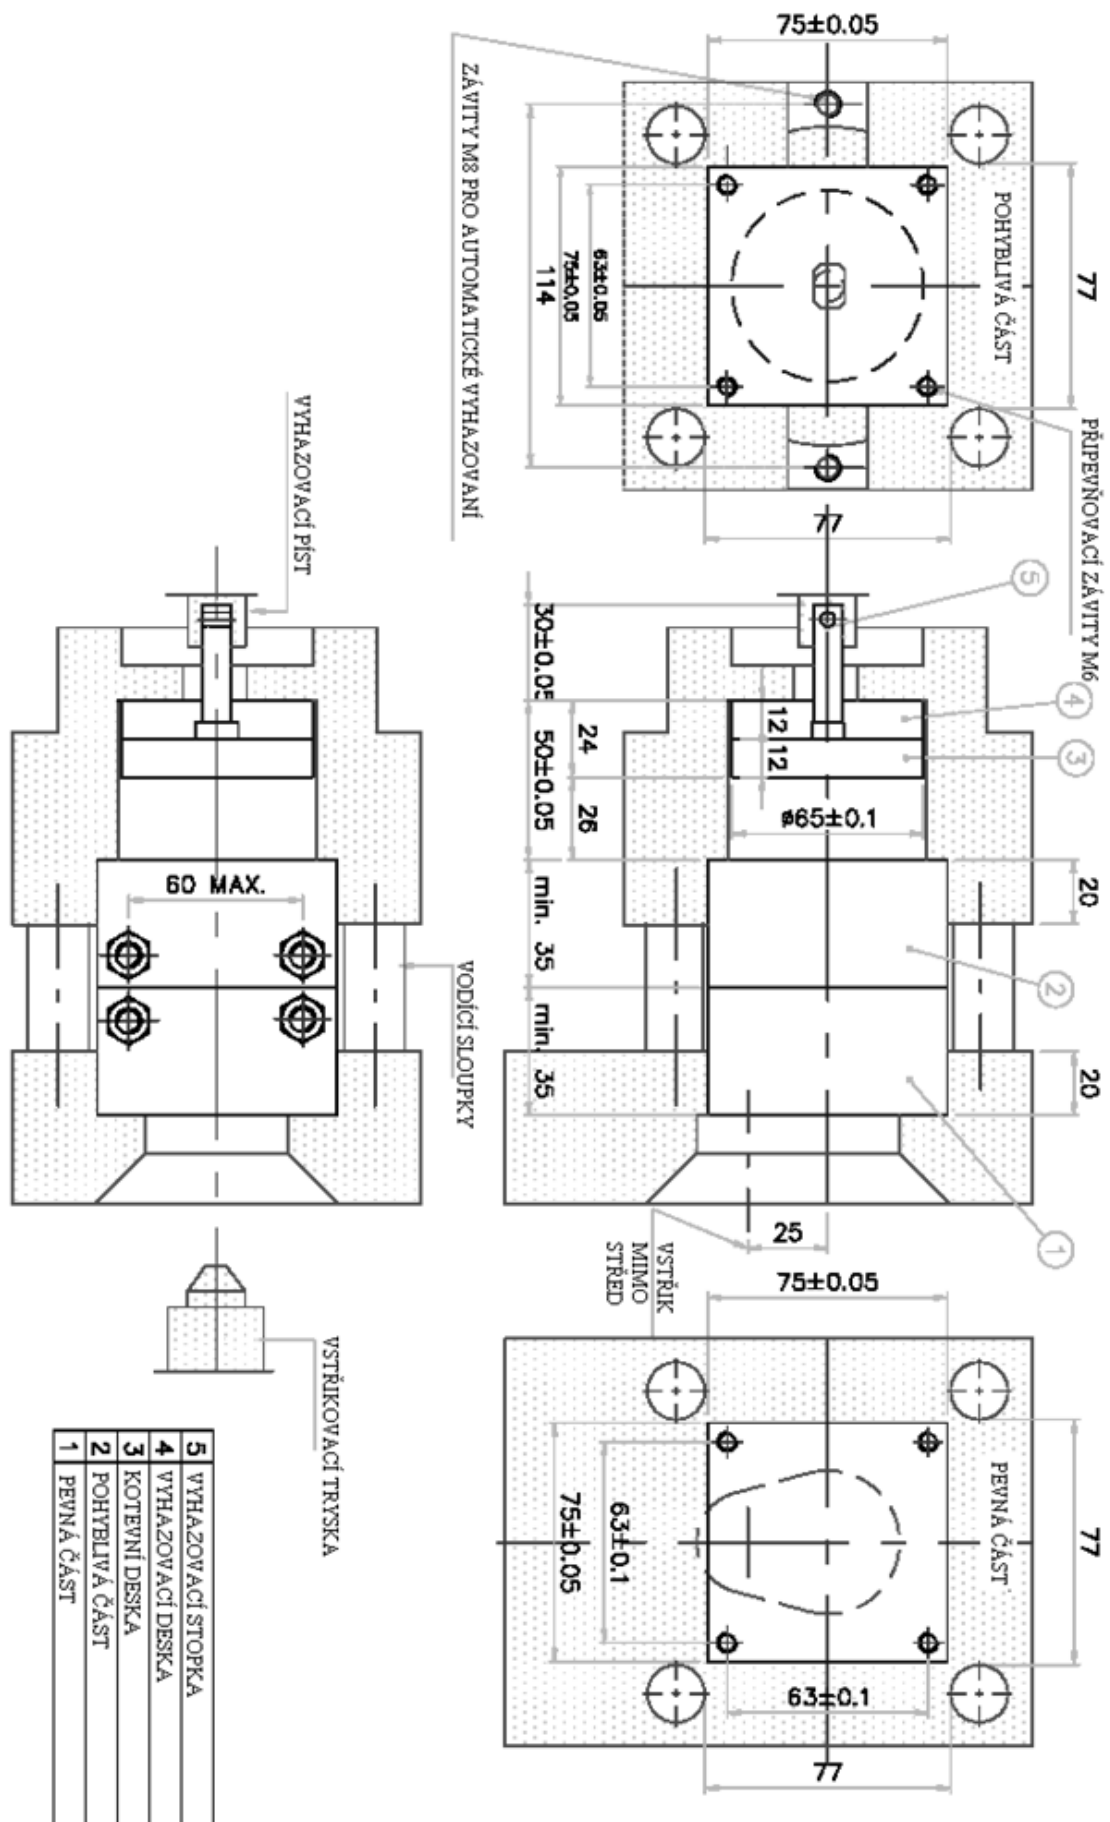 75±0.05
ZÁVITY M8 PRO AUTOMATICKÉ VYHAZOVANÍ
POHYBLIVÁ ČÁST
77
63±0.05
75±0.05
114
77
PŘIPEVŇOVACÍ ZÁVITY M6
VYHAZOVACÍ PÍST
5
4
3
30±0.05
50±0.05
24
26
12
12
ø65±0.1
20
min. 35
min. 35
2
20
1
60 MAX.
VODÍCÍ SLOUPKY
25
VSTŘIK
MIMO
STŘED
75±0.05
PEVNÁ ČÁST
77
63±0.1
75±0.05
63±0.1
77
VSTŘIKOVACÍ TRYSKA
5 VYHAZOVACÍ STOPKA
4 VYHAZOVACÍ DESKA
3 KOTEVNÍ DESKA
2 POHYBLIVÁ ČÁST
1 PEVNÁ ČÁST